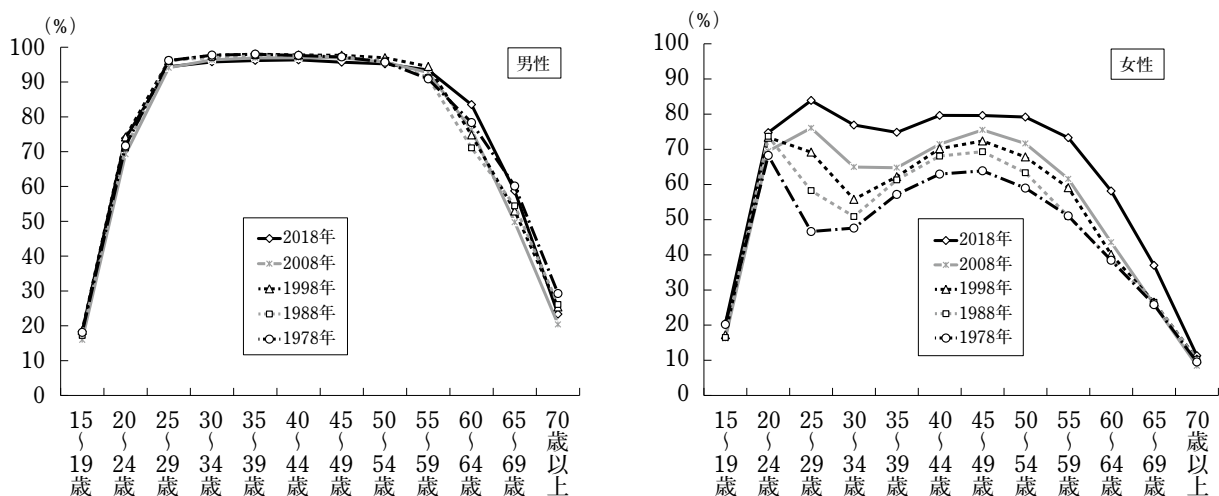 (%)
100
90
80
70
60
50
40
30
20
10
0
男性
2018年
2008年
1998年
1988年
1978年
15～19歳
20～24歳
25～29歳
30～34歳
35～39歳
40～44歳
45～49歳
50～54歳
55～59歳
60～64歳
65～69歳
70歳以上
(%)
100
90
80
70
60
50
40
30
20
10
0
女性
2018年
2008年
1998年
1988年
1978年
15～19歳
20～24歳
25～29歳
30～34歳
35～39歳
40～44歳
45～49歳
50～54歳
55～59歳
60～64歳
65～69歳
70歳以上